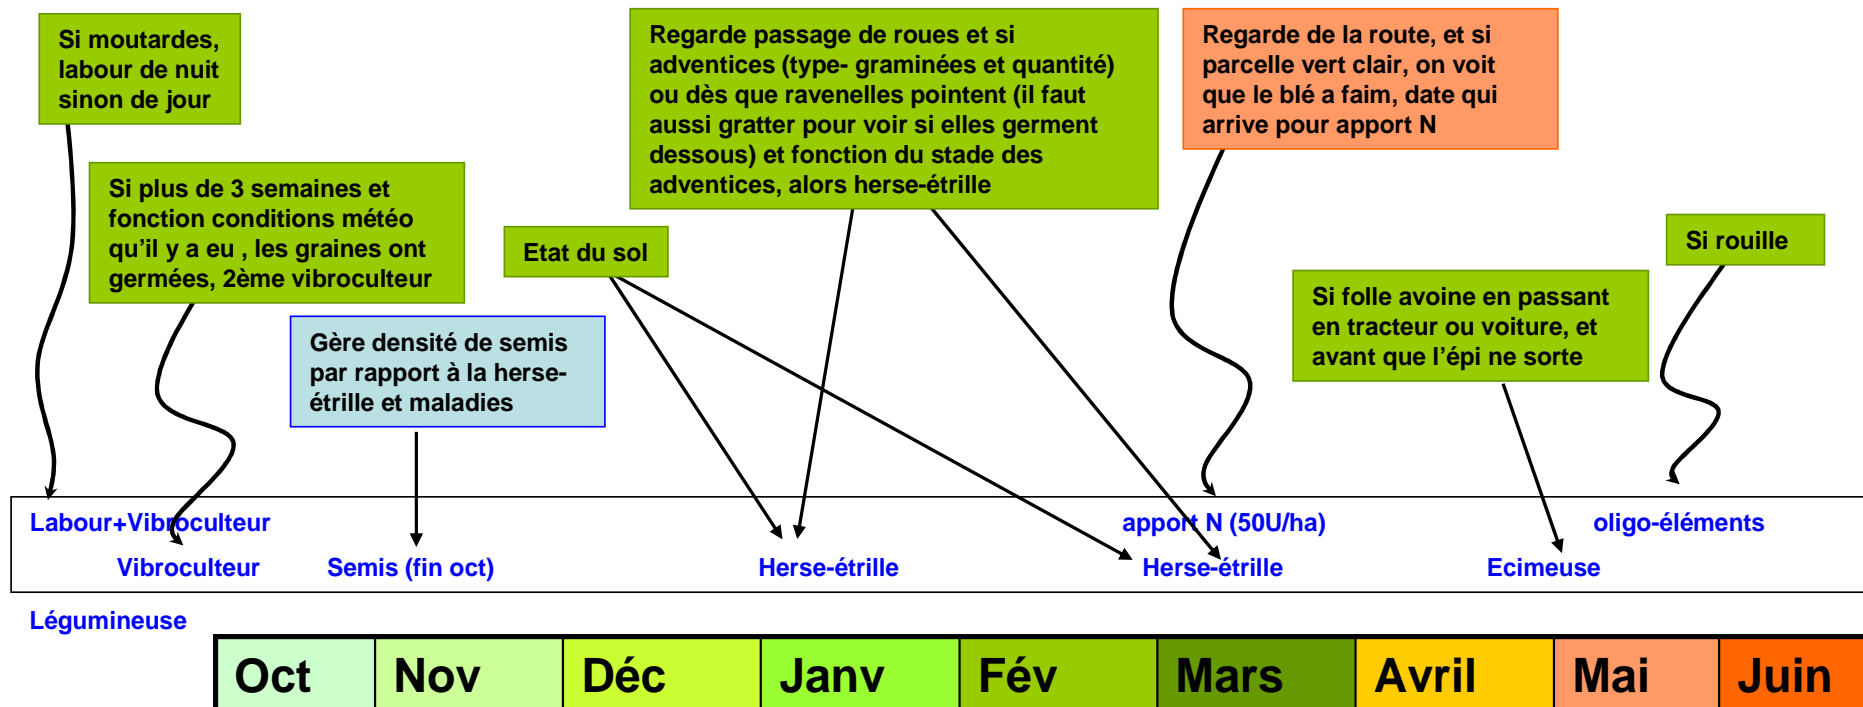 Si moutardes,
labour de nuit
sinon de jour
Si plus de 3 semaines et
fonction conditions météo
qu'il y a eu , les graines ont
germées, 2ème vibroculteur
Gère densité de semis
par rapport à la herse-
étrille et maladies
Etat du sol
Regarde passage de roues et si
adventices (type- graminées et quantité)
ou dès que ravenelles pointent (il faut
aussi gratter pour voir si elles germent
dessous) et fonction du stade des
adventices, alors herse-étrille
Regarde de la route, et si
parcelle vert clair, on voit
que le blé a faim, date qui
arrive pour apport N
Si folle avoine en passant
en tracteur ou voiture, et
avant que l'épi ne sorte
Si rouille
Labour+Vibroculteur
apport N (50U/ha)
oligo-éléments
Vibroculteur
Semis (fin oct)
Herse-étrille
Herse-étrille
Ecimeuse
Légumineuse
Oct
Nov
Déc
Janv
Fév
Mars
Avril
Mai
Juin